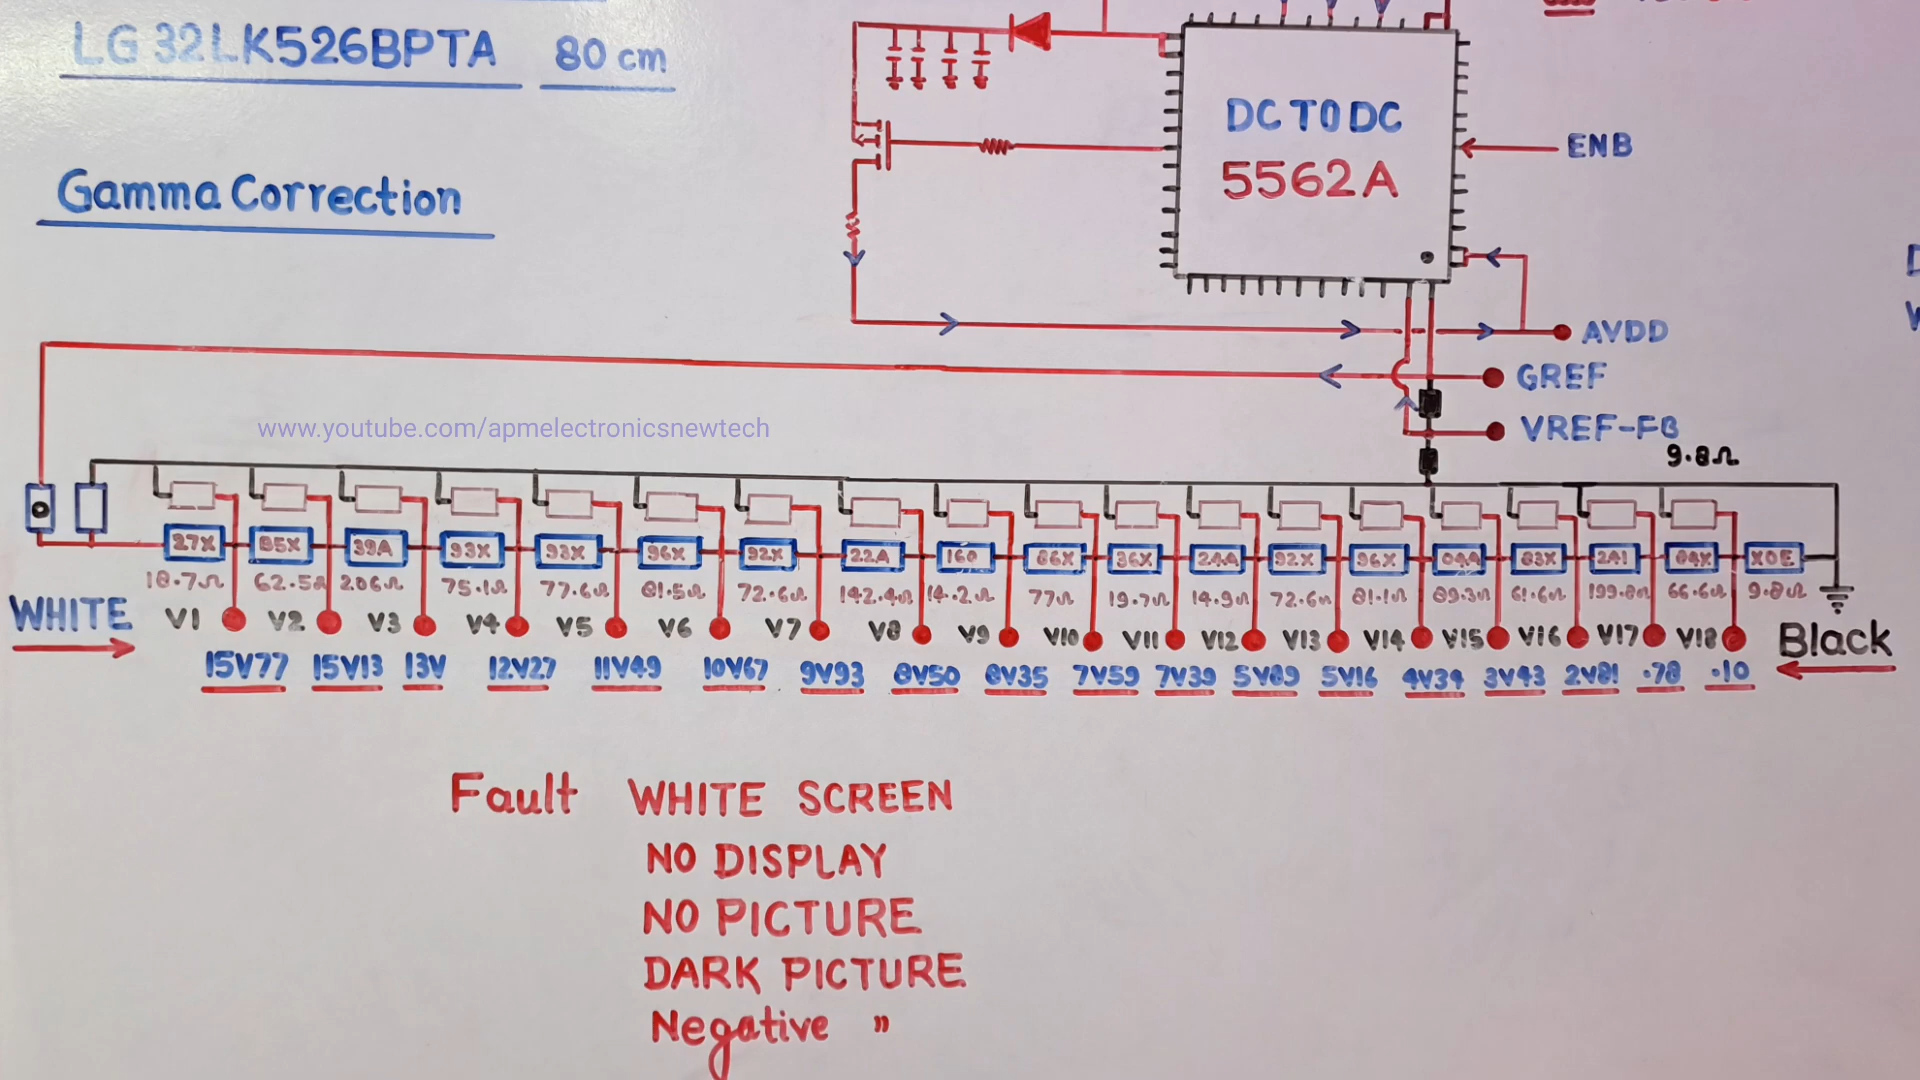 LG 32LK526BPTA 80 cm
DC TO DC
5562A
ENB
Gamma Correction
AVDD
GREF
www.youtube.com/apmelectronicsnewtech
VREF-FB
9.8Ω
27X 85X 39A 93X 93X 96X 92X 22A 160 86X 36X 24A 92X 96X 04A 83X 2A1 84X X0E
18.7Ω 62.5Ω 206Ω 75.1Ω 77.6Ω 81.5Ω 72.6Ω 142.4Ω 14.2Ω 77Ω 19.7Ω 14.9Ω 72.6Ω 81.1Ω 89.3Ω 61.6Ω 199.8Ω 66.6Ω 9.8Ω
WHITE V1 V2 V3 V4 V5 V6 V7 V8 V9 V10 V11 V12 V13 V14 V15 V16 V17 V18 Black
15V77 15V13 13V 12V27 11V49 10V67 9V93 8V50 8V35 7V59 7V39 5V89 5V16 4V34 3V43 2V81 .78 .10
Fault WHITE SCREEN
NO DISPLAY
NO PICTURE
DARK PICTURE
Negative "